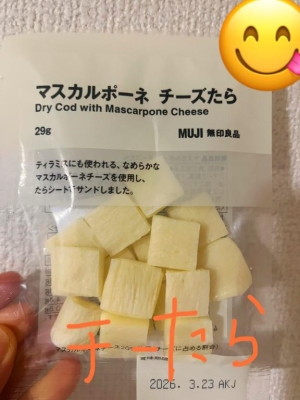 マスカルポーネ チーズたら
Dry Cod with Mascarpone Cheese
29g
MUJI 無印良品
ティラミスにも使われる、なめらかな
マスカルポーネチーズを使用し、
たらシートでサンドしました。
チーたら
2026. 3.23 AKJ